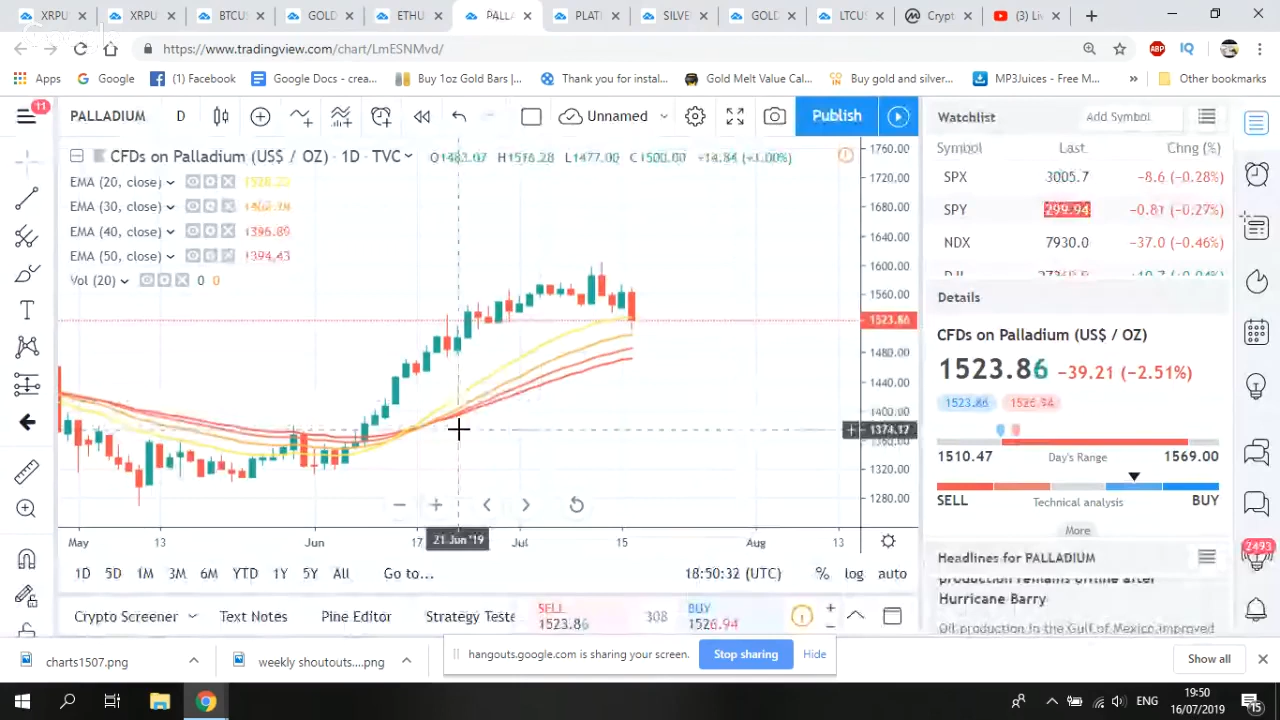 XRPU XRPU BTCUS GOLD ETHU PALLA PLATI SILVE GOLD LTCUS Crypt (3) Li
https://www.tradingview.com/chart/LmESNMvd/ ABP IQ
Apps Google (1) Facebook Google Docs - crea... Buy 1oz Gold Bars |... Thank you for instal... Gold Melt Value Cal... Buy gold and silver... MP3Juices - Free M... » Other bookmarks
11 PALLADIUM D Unnamed Publish Watchlist Add Symbol
CFDs on Palladium (US$ / OZ) · 1D · TVC H1576.28 L1477.00
Symbol Last Chng (%)
EMA (20, close)
SPX 3005.7 -8.6 (-0.28%)
EMA (30, close)
SPY 299.94 -0.81 (-0.27%)
EMA (40, close) 1396.89
NDX 7930.0 -37.0 (-0.46%)
EMA (50, close) 1394.43
Vol (20) 0 0
1760.00
1720.00
1680.00
1640.00
1600.00
1560.00
1523.86
1480.00
1440.00
1400.00
1374.17
1360.00
1320.00
1280.00
Details
CFDs on Palladium (US$ / OZ)
1523.86 −39.21 (−2.51%)
1523.86 1526.94
1510.47 Day's Range 1569.00
SELL Technical analysis BUY
More
Headlines for PALLADIUM
production remains offline after
Hurricane Barry
Oil production in the Gulf of Mexico improved
2493
May 13 Jun 17 21 Jun '19 Jul 15 Aug 13
1D 5D 1M 3M 6M YTD 1Y 5Y All Go to... 18:50:32 (UTC) % log auto
Crypto Screener Text Notes Pine Editor Strategy Teste SELL 1523.86 308 BUY 1526.94
charts1507.png weekly shoutouts....png hangouts.google.com is sharing your screen. Stop sharing Hide Show all
ENG 19:50
16/07/2019 15